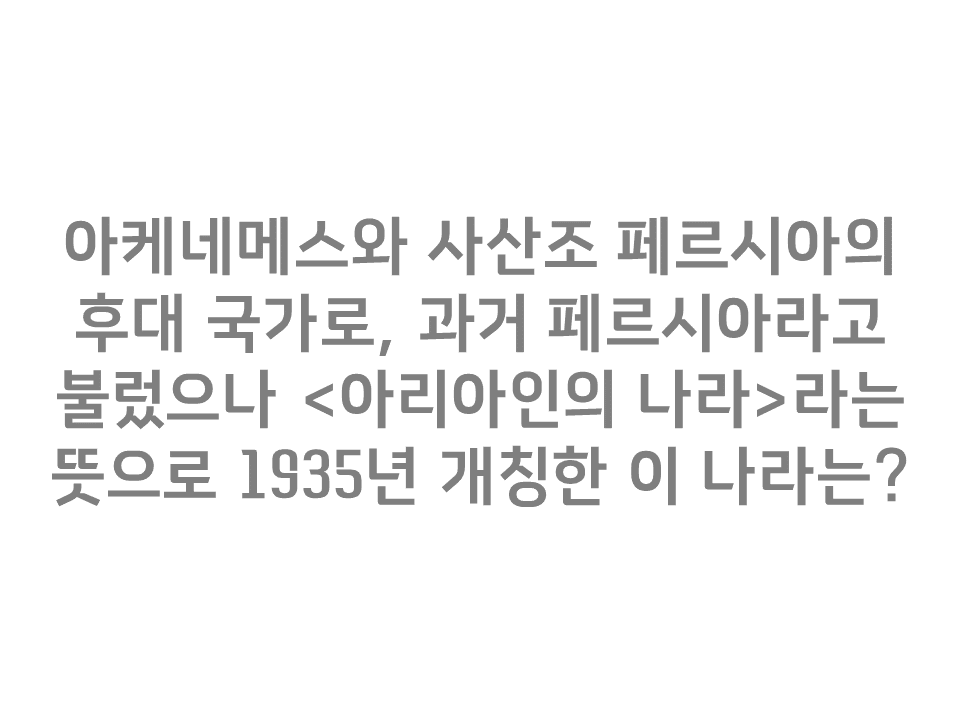 아케네메스와 사산조 페르시아의
후대 국가로, 과거 페르시아라고
불렀으나 <아리아인의 나라>라는
뜻으로 1935년 개칭한 이 나라는?